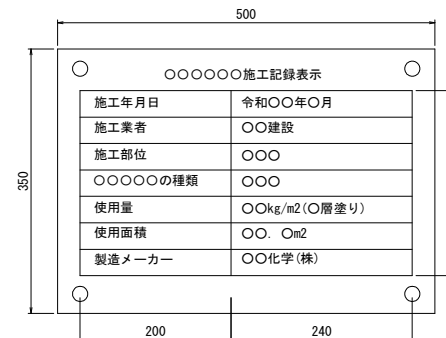 500
○○○○○○施工記録表示
施工年月日 令和○○年○月
施工業者 ○○建設
施工部位 ○○○
○○○○○の種類 ○○○
使用量 ○○kg/m2(○層塗り)
使用面積 ○○．○m2
製造メーカー ○○化学(株)
350
200 240